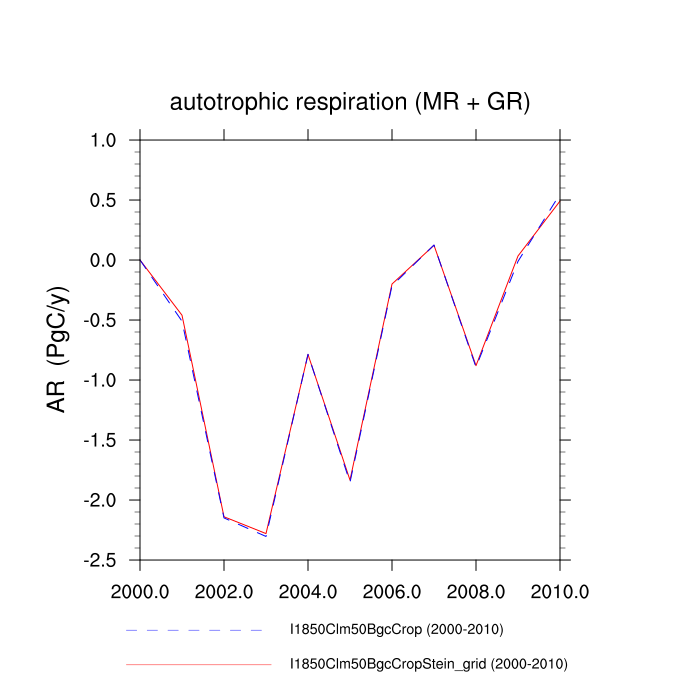 autotrophic respiration (MR + GR)
1.0
0.5
0.0
-0.5
-1.0
-1.5
-2.0
-2.5
AR (PgC/y)
2000.0 2002.0 2004.0 2006.0 2008.0 2010.0
I1850Clm50BgcCrop (2000-2010)
I1850Clm50BgcCropStein_grid (2000-2010)